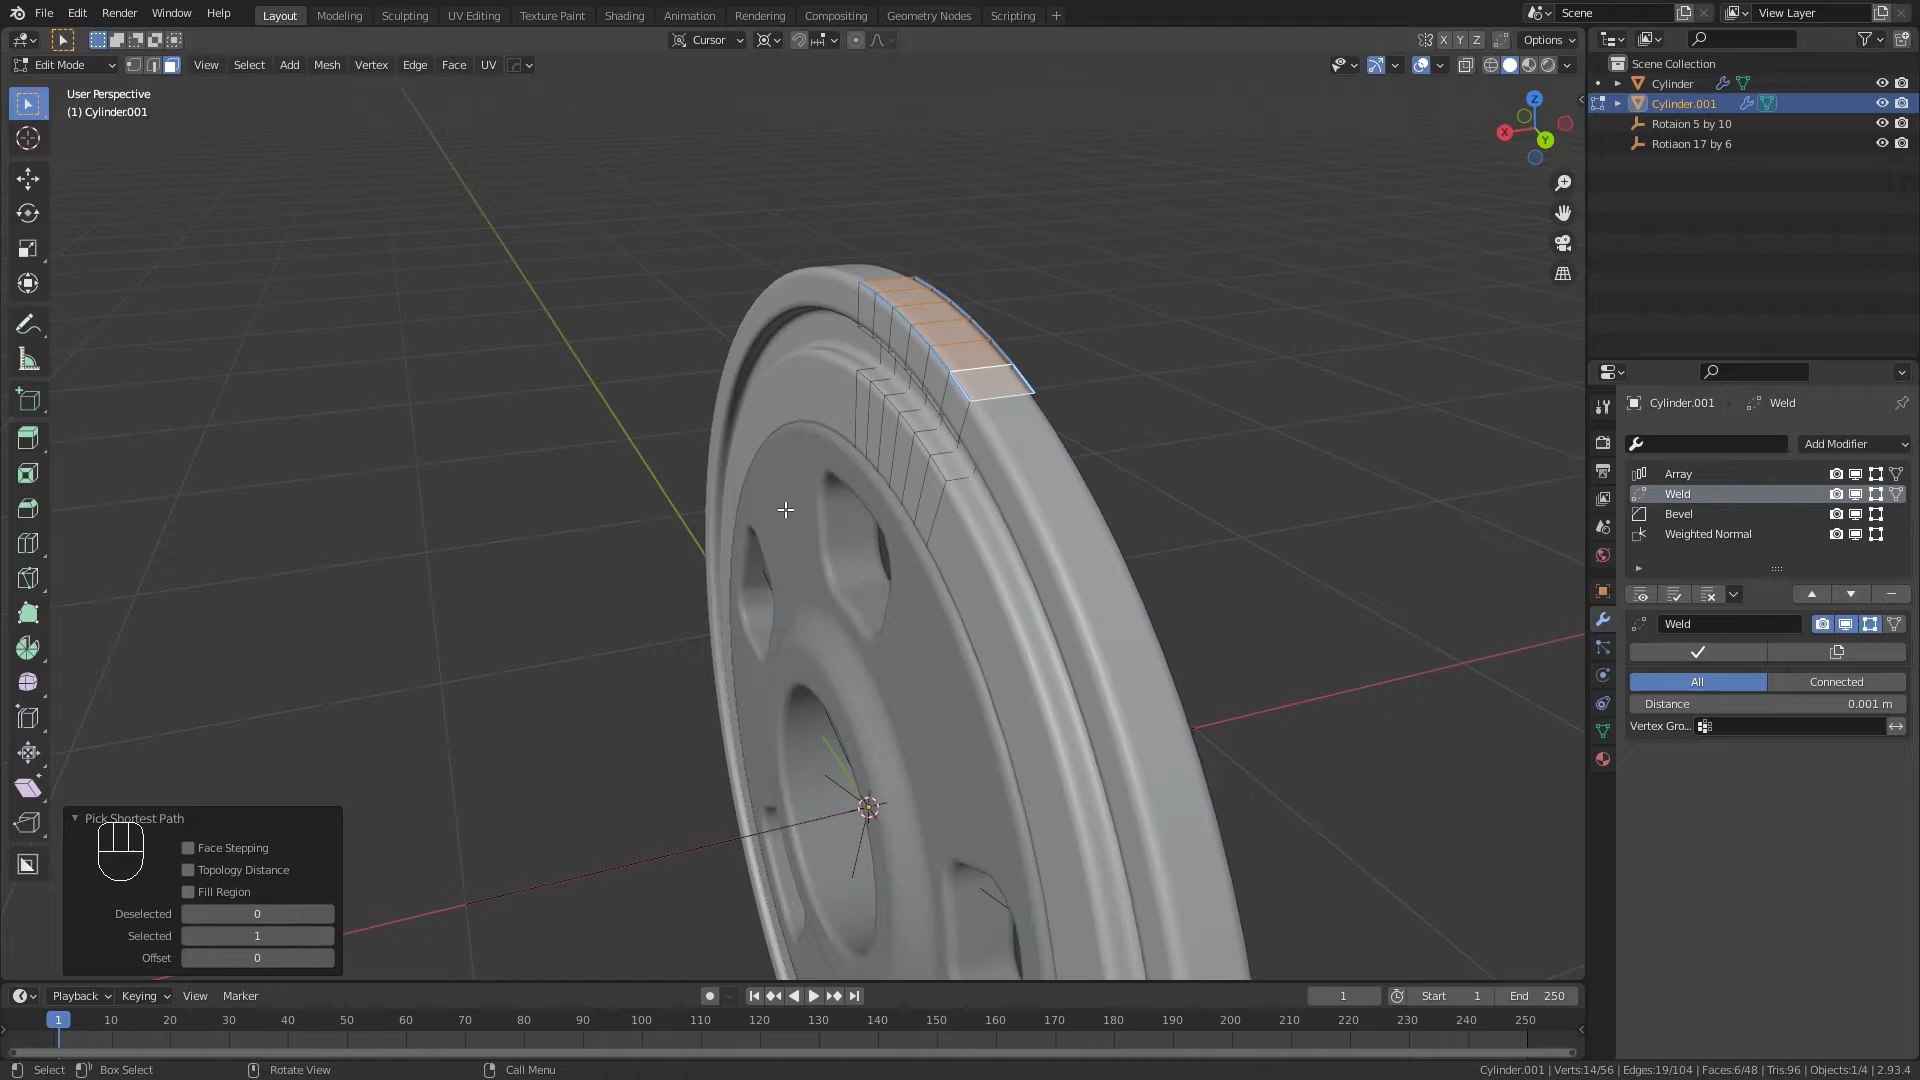 File Edit Render Window Help Layout Modeling Sculpting UV Editing Texture Paint Shading Animation Rendering Compositing Geometry Nodes Scripting + Scene View Layer
Cursor X Y Z Options
Edit Mode View Select Add Mesh Vertex Edge Face UV
User Perspective
(1) Cylinder.001
Z
X
Y
Scene Collection
Cylinder
Cylinder.001
Rotaion 5 by 10
Rotiaon 17 by 6
Cylinder.001 Weld
Add Modifier
Array
Weld
Bevel
Weighted Normal
Weld
All Connected
Distance 0.001 m
Vertex Gro...
Pick Shortest Path
Face Stepping
Topology Distance
Fill Region
Deselected 0
Selected 1
Offset 0
Playback Keying View Marker 1 Start 1 End 250
1 10 20 30 40 50 60 70 80 90 100 110 120 130 140 150 160 170 180 190 200 210 220 230 240 250
Select Box Select Rotate View Call Menu Cylinder.001 | Verts:14/56 | Edges:19/104 | Faces:6/48 | Tris:96 | Objects:1/4 | 2.93.4